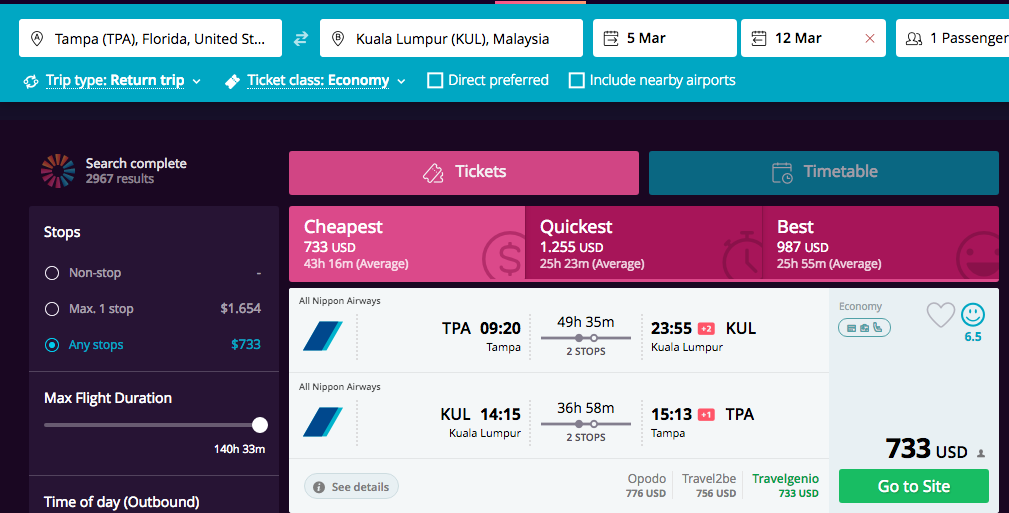 Tampa (TPA), Florida, United St...
Kuala Lumpur (KUL), Malaysia
5 Mar
12 Mar
1 Passenger
Trip type: Return trip
Ticket class: Economy
Direct preferred
Include nearby airports
Search complete
2967 results
Tickets
Timetable
Stops
Non-stop -
Max. 1 stop $1.654
Any stops $733
Max Flight Duration
140h 33m
Time of day (Outbound)
Cheapest
733 USD
43h 16m (Average)
Quickest
1.255 USD
25h 23m (Average)
Best
987 USD
25h 55m (Average)
All Nippon Airways
TPA 09:20
Tampa
49h 35m
2 STOPS
23:55 +2 KUL
Kuala Lumpur
All Nippon Airways
KUL 14:15
Kuala Lumpur
36h 58m
2 STOPS
15:13 +1 TPA
Tampa
See details
Opodo
776 USD
Travel2be
756 USD
Travelgenio
733 USD
Economy
6.5
733 USD
Go to Site